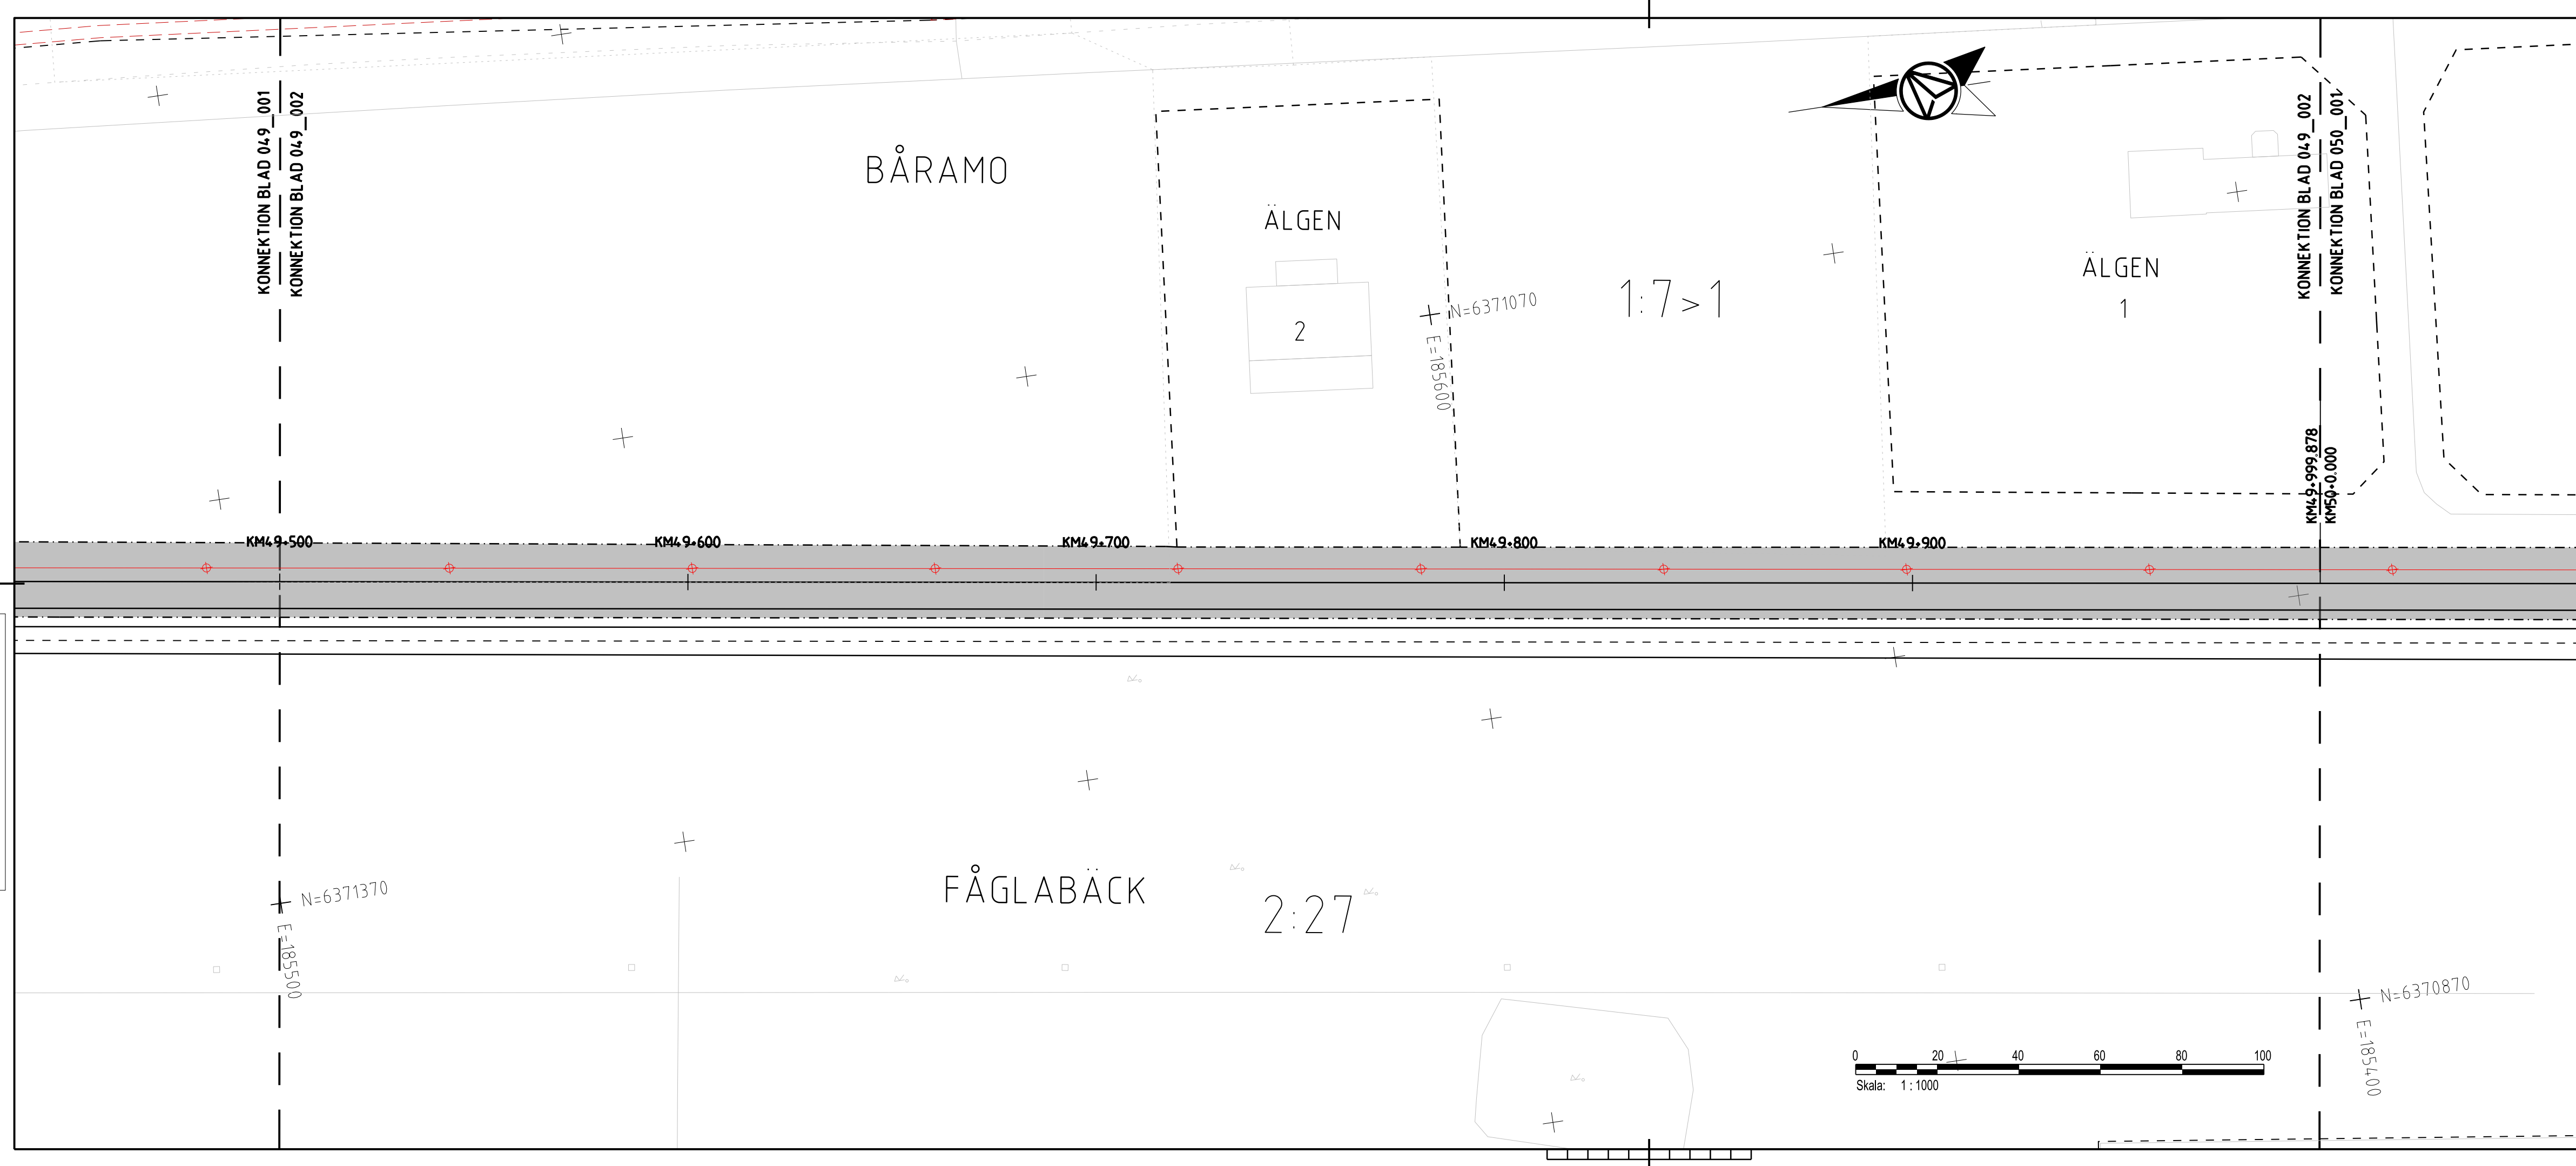 KONNEKTION BLAD 049_001
KONNEKTION BLAD 049_002
BÅRAMO
ÄLGEN
2
N=6371070
E=185600
1:7>1
ÄLGEN
1
KONNEKTION BLAD 049_002
KONNEKTION BLAD 050_001
KM49+999.878
KM50+0.000
KM49+500
KM49+600
KM49+700
KM49+800
KM49+900
FÅGLABÄCK
2:27
N=6371370
E=185500
N=6370870
E=185400
0 20 40 60 80 100
Skala: 1 : 1000